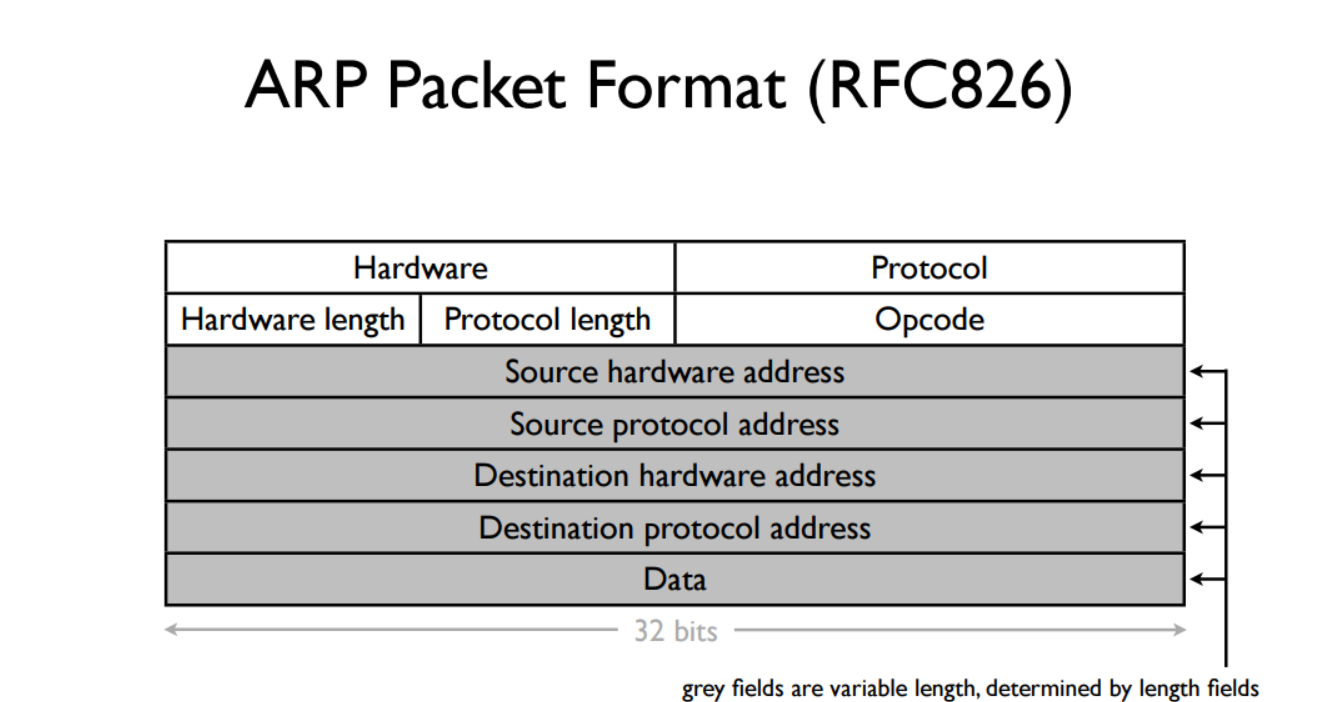 ARP Packet Format (RFC826)
Hardware Protocol
Hardware length Protocol length Opcode
Source hardware address
Source protocol address
Destination hardware address
Destination protocol address
Data
32 bits
grey fields are variable length, determined by length fields